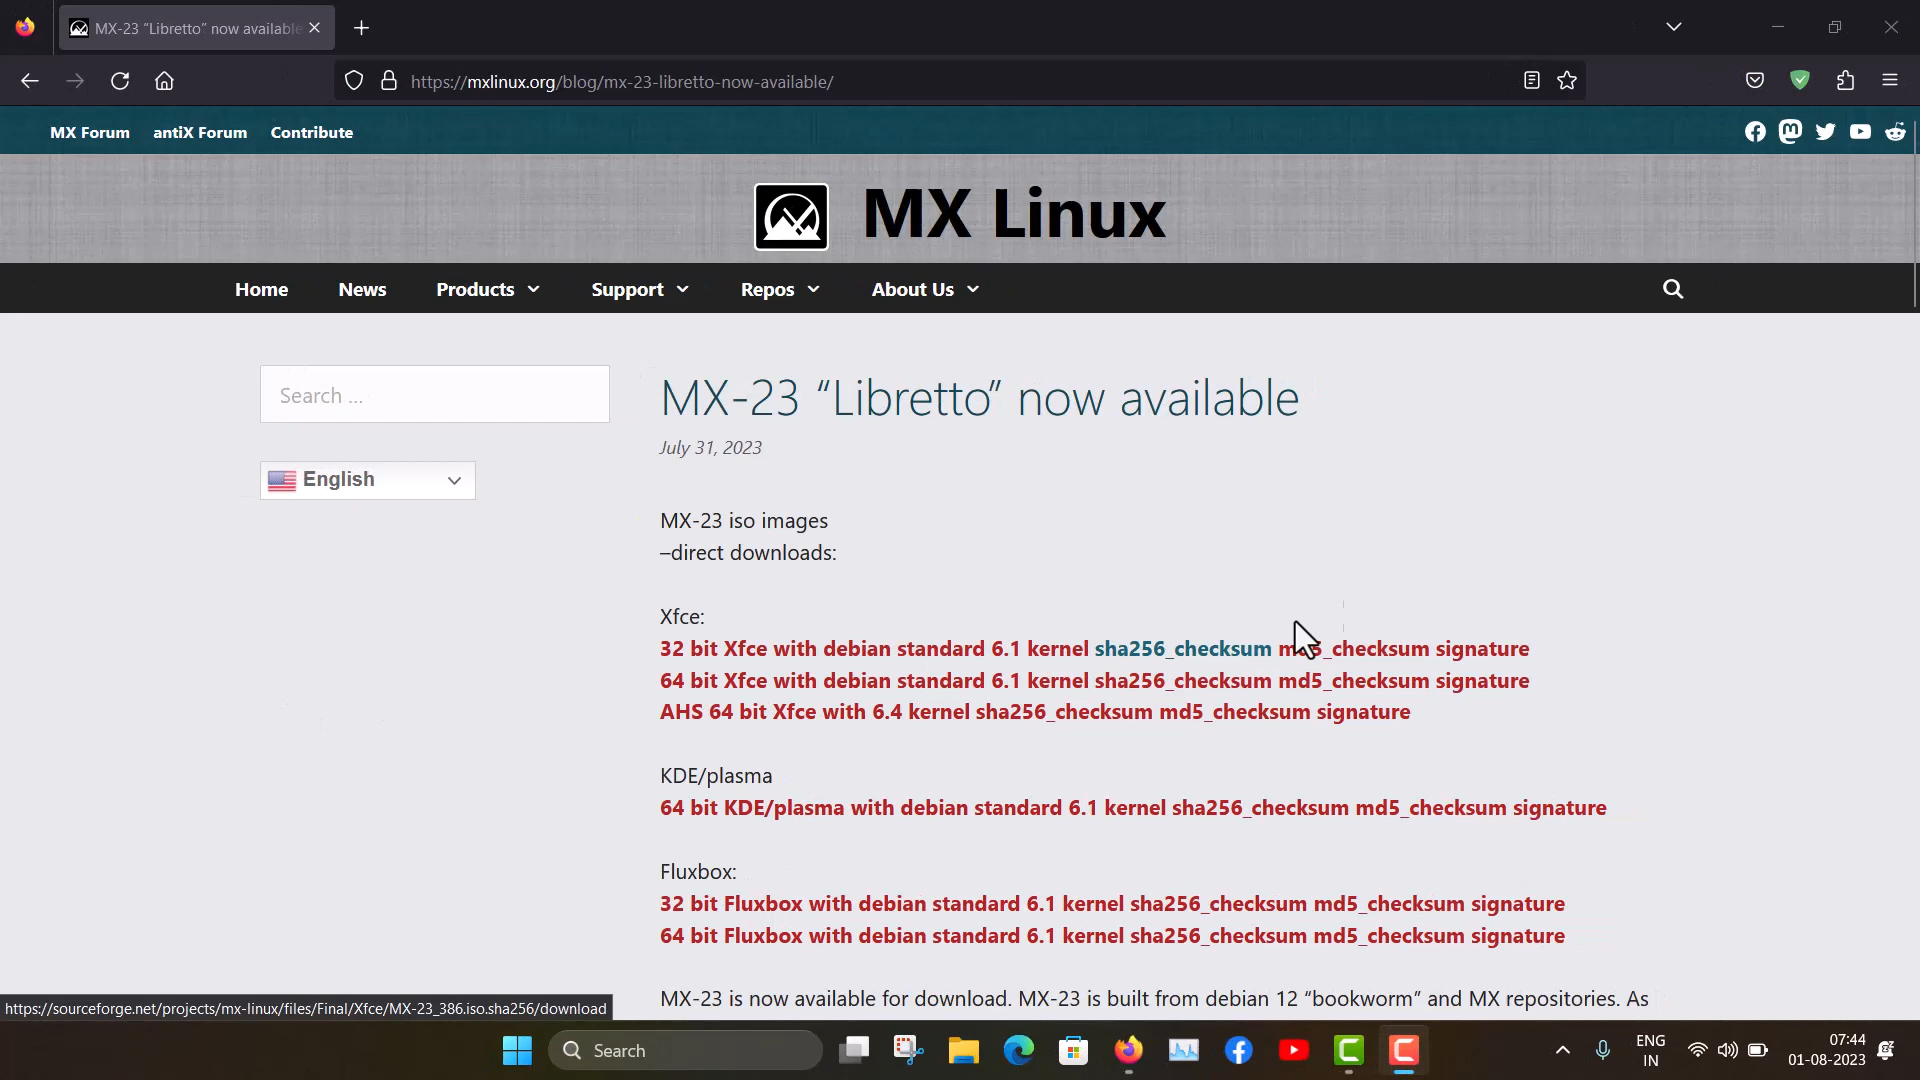 MX-23 “Libretto” now available
https://mxlinux.org/blog/mx-23-libretto-now-available/
MX Forum antiX Forum Contribute
MX Linux
Home News Products Support Repos About Us
Search ...
English
MX-23 “Libretto” now available
July 31, 2023
MX-23 iso images
–direct downloads:
Xfce:
32 bit Xfce with debian standard 6.1 kernel sha256_checksum md5_checksum signature
64 bit Xfce with debian standard 6.1 kernel sha256_checksum md5_checksum signature
AHS 64 bit Xfce with 6.4 kernel sha256_checksum md5_checksum signature
KDE/plasma
64 bit KDE/plasma with debian standard 6.1 kernel sha256_checksum md5_checksum signature
Fluxbox:
32 bit Fluxbox with debian standard 6.1 kernel sha256_checksum md5_checksum signature
64 bit Fluxbox with debian standard 6.1 kernel sha256_checksum md5_checksum signature
MX-23 is now available for download. MX-23 is built from debian 12 “bookworm” and MX repositories. As
https://sourceforge.net/projects/mx-linux/files/Final/Xfce/MX-23_386.iso.sha256/download
Search
ENG
IN
07:44
01-08-2023